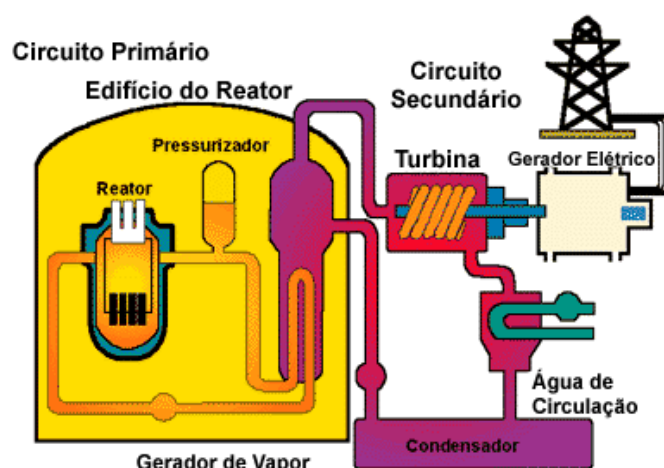 Circuito Primário
Edifício do Reator
Circuito
Secundário
Pressurizador
Turbina
Gerador Elétrico
Reator
Água de
Circulação
Condensador
Gerador de Vapor